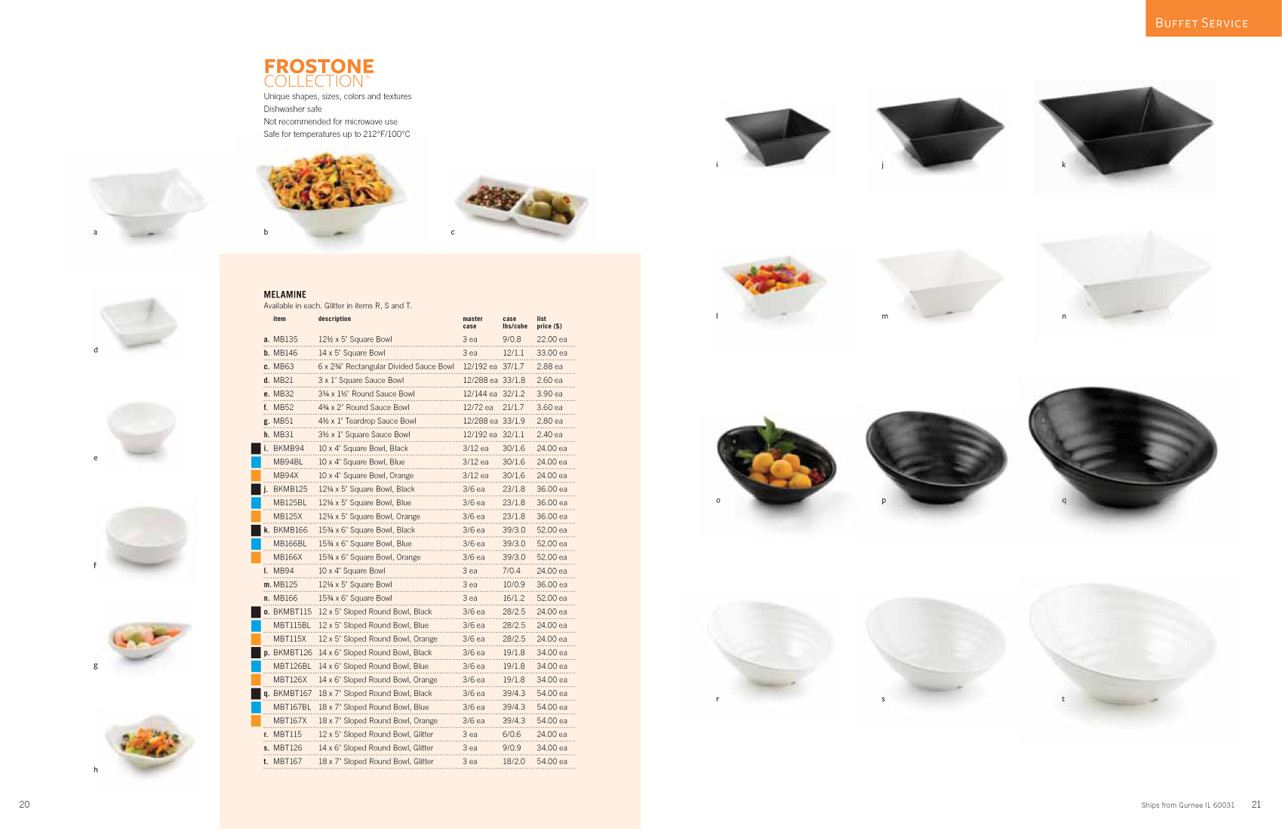 BUFFET SERVICE
FROSTONE
COLLECTION™
Unique shapes, sizes, colors and textures
Dishwasher safe
Not recommended for microwave use
Safe for temperatures up to 212°F/100°C
a
b
c
d
e
f
g
h
MELAMINE
Available in each. Glitter in items R, S and T.
item description master case case lbs/cube list price ($)
a. MB135 12½ x 5" Square Bowl 3 ea 9/0.8 22.00 ea
b. MB146 14 x 5" Square Bowl 3 ea 12/1.1 33.00 ea
c. MB63 6 x 2¾" Rectangular Divided Sauce Bowl 12/192 ea 37/1.7 2.88 ea
d. MB21 3 x 1" Square Sauce Bowl 12/288 ea 33/1.8 2.60 ea
e. MB32 3¼ x 1½" Round Sauce Bowl 12/144 ea 32/1.2 3.90 ea
f. MB52 4¾ x 2" Round Sauce Bowl 12/72 ea 21/1.7 3.60 ea
g. MB51 4½ x 1" Teardrop Sauce Bowl 12/288 ea 33/1.9 2.80 ea
h. MB31 3½ x 1" Square Sauce Bowl 12/192 ea 32/1.1 2.40 ea
i. BKMB94 10 x 4" Square Bowl, Black 3/12 ea 30/1.6 24.00 ea
MB94BL 10 x 4" Square Bowl, Blue 3/12 ea 30/1.6 24.00 ea
MB94X 10 x 4" Square Bowl, Orange 3/12 ea 30/1.6 24.00 ea
j. BKMB125 12¼ x 5" Square Bowl, Black 3/6 ea 23/1.8 36.00 ea
MB125BL 12¼ x 5" Square Bowl, Blue 3/6 ea 23/1.8 36.00 ea
MB125X 12¼ x 5" Square Bowl, Orange 3/6 ea 23/1.8 36.00 ea
k. BKMB166 15¾ x 6" Square Bowl, Black 3/6 ea 39/3.0 52.00 ea
MB166BL 15¾ x 6" Square Bowl, Blue 3/6 ea 39/3.0 52.00 ea
MB166X 15¾ x 6" Square Bowl, Orange 3/6 ea 39/3.0 52.00 ea
l. MB94 10 x 4" Square Bowl 3 ea 7/0.4 24.00 ea
m. MB125 12¼ x 5" Square Bowl 3 ea 10/0.9 36.00 ea
n. MB166 15¾ x 6" Square Bowl 3 ea 16/1.2 52.00 ea
o. BKMBT115 12 x 5" Sloped Round Bowl, Black 3/6 ea 28/2.5 24.00 ea
MBT115BL 12 x 5" Sloped Round Bowl, Blue 3/6 ea 28/2.5 24.00 ea
MBT115X 12 x 5" Sloped Round Bowl, Orange 3/6 ea 28/2.5 24.00 ea
p. BKMBT126 14 x 6" Sloped Round Bowl, Black 3/6 ea 19/1.8 34.00 ea
MBT126BL 14 x 6" Sloped Round Bowl, Blue 3/6 ea 19/1.8 34.00 ea
MBT126X 14 x 6" Sloped Round Bowl, Orange 3/6 ea 19/1.8 34.00 ea
q. BKMBT167 18 x 7" Sloped Round Bowl, Black 3/6 ea 39/4.3 54.00 ea
MBT167BL 18 x 7" Sloped Round Bowl, Blue 3/6 ea 39/4.3 54.00 ea
MBT167X 18 x 7" Sloped Round Bowl, Orange 3/6 ea 39/4.3 54.00 ea
r. MBT115 12 x 5" Sloped Round Bowl, Glitter 3 ea 6/0.6 24.00 ea
s. MBT126 14 x 6" Sloped Round Bowl, Glitter 3 ea 9/0.9 34.00 ea
t. MBT167 18 x 7" Sloped Round Bowl, Glitter 3 ea 18/2.0 54.00 ea
20
i
j
k
l
m
n
o
p
q
r
s
t
Ships from Gurnee IL 60031 21